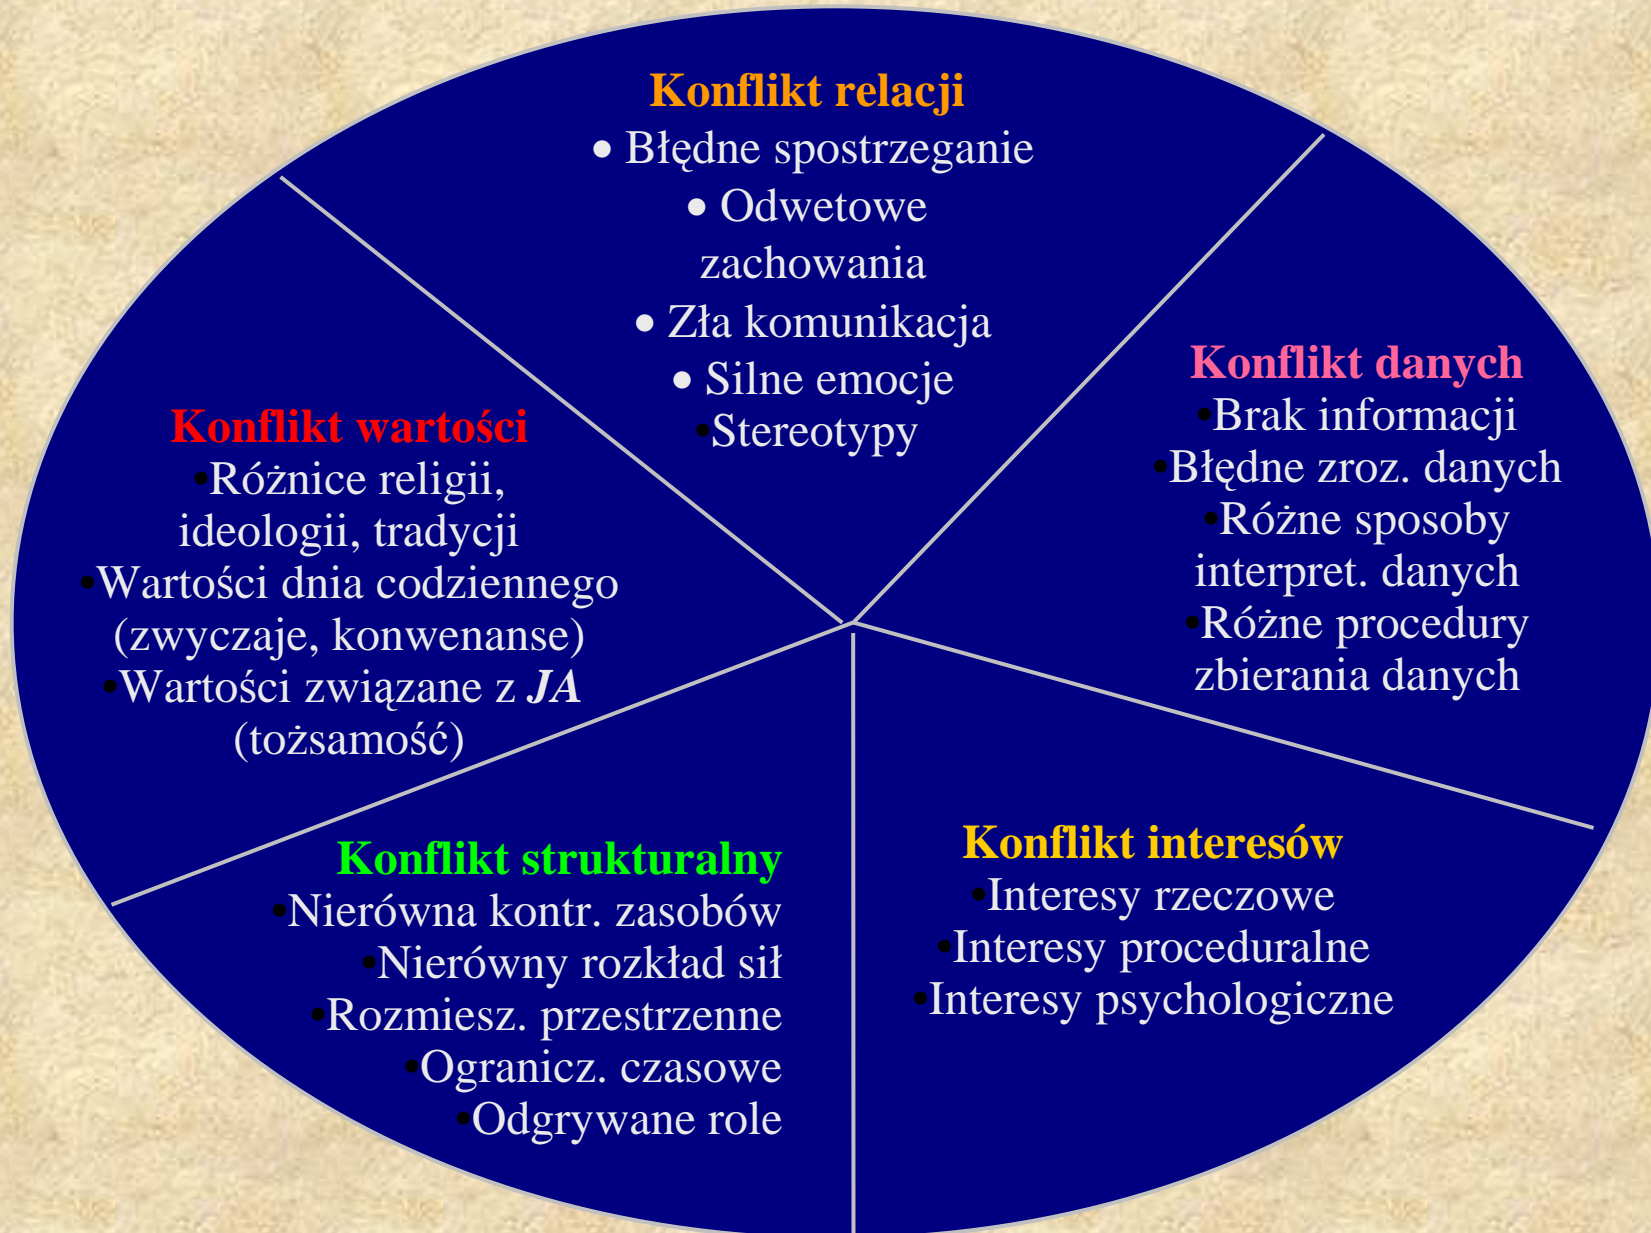 Konflikt relacji
• Błędne spostrzeganie
• Odwetowe
zachowania
• Zła komunikacja
• Silne emocje
•Stereotypy
Konflikt danych
•Brak informacji
•Błędne zroz. danych
•Różne sposoby
interpret. danych
•Różne procedury
zbierania danych
Konflikt wartości
•Różnice religii,
ideologii, tradycji
•Wartości dnia codziennego
(zwyczaje, konwenanse)
•Wartości związane z JA
(tożsamość)
Konflikt strukturalny
•Nierówna kontr. zasobów
•Nierówny rozkład sił
•Rozmiesz. przestrzenne
•Ogranicz. czasowe
•Odgrywane role
Konflikt interesów
•Interesy rzeczowe
•Interesy proceduralne
•Interesy psychologiczne